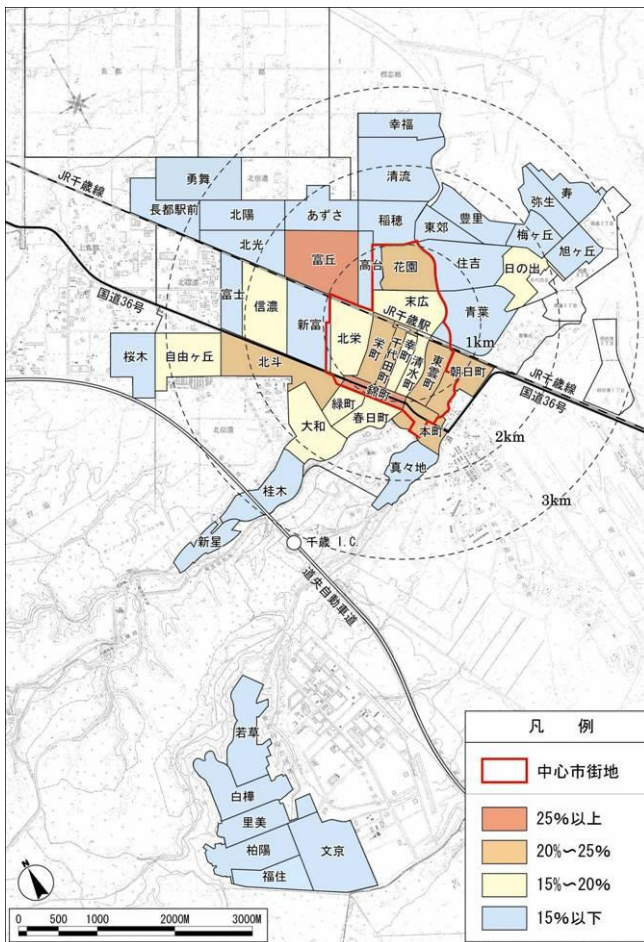 幸福
清流
勇舞
JR千歳線
長都駅前
北陽
あずさ
稲穂
東郊
豊里
弥生
寿
梅ヶ丘
旭ヶ丘
北光
富丘
高台
花園
住吉
日の出
国道36号
富士
信濃
新富
末広
JR千歳駅
青葉
北栄
栄町
千代田町
幸町
清水町
東雲町
朝日町
1km
桜木
自由ヶ丘
北斗
錦町
JR千歳線
国道36号
緑町
春日町
大和
本町
真々地
2km
3km
桂木
新星
千歳 I.C.
道央自動車道
若草
白樺
里美
柏陽
文京
福住
N
0 500 1000 2000M 3000M
凡 例
中心市街地
25%以上
20%~25%
15%~20%
15%以下